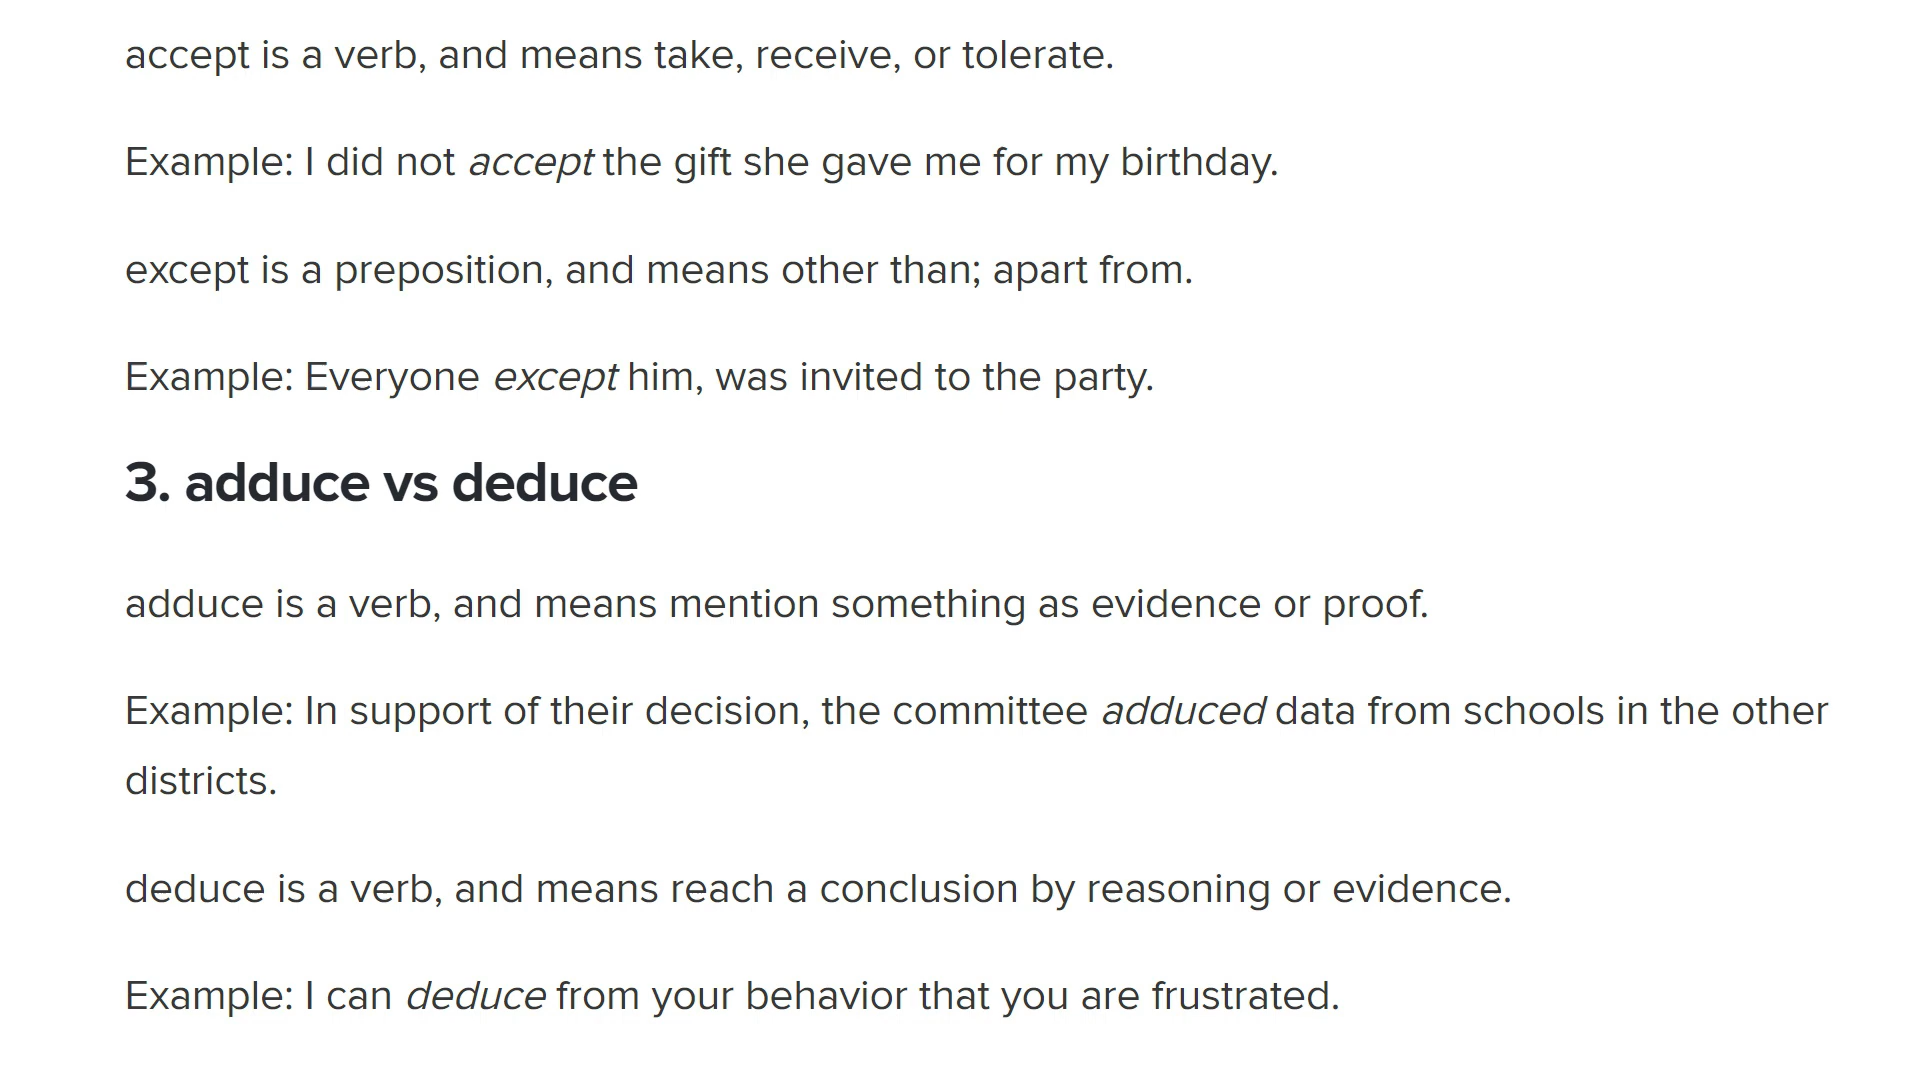 accept is a verb, and means take, receive, or tolerate.
Example: I did not accept the gift she gave me for my birthday.
except is a preposition, and means other than; apart from.
Example: Everyone except him, was invited to the party.
3. adduce vs deduce
adduce is a verb, and means mention something as evidence or proof.
Example: In support of their decision, the committee adduced data from schools in the other
districts.
deduce is a verb, and means reach a conclusion by reasoning or evidence.
Example: I can deduce from your behavior that you are frustrated.